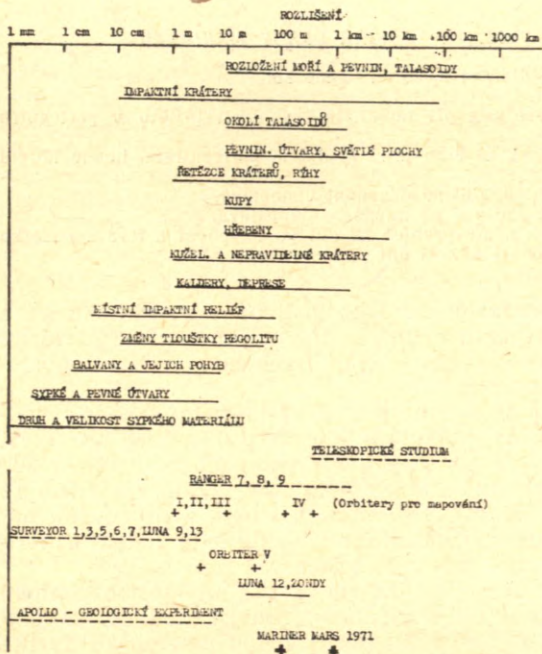 ROZLIŠENÍ
1 mm 1 cm 10 cm 1 m 10 m 100 m 1 km 10 km 100 km 1000 km
ROZLOŽENÍ MOŘÍ A PEVNIN, TALASOIDY
IMPAKTNÍ KRÁTERY
OKOLÍ TALASOIDŮ
PEVNIN. ÚTVARY, SVĚTLÉ PLOCHY
ŘETĚZCE KRÁTERŮ, RÝHY
KUPY
HŘEBENY
KUŽEL. A NEPRAVIDELNÉ KRÁTERY
KALDERY, DEPRESE
MÍSTNÍ IMPAKTNÍ RELIÉF
ZMĚNY TLOUŠTKY REGOLITU
BALVANY A JEJICH POHYB
SYPKÉ A PEVNÉ ÚTVARY
DRUH A VELIKOST SYPKÉHO MATERIÁLU
TELESKOPICKÉ STUDIUM
RANGER 7, 8, 9
I,II,III IV (Orbitery pro mapování)
SURVEYOR 1,3,5,6,7,LUNA 9,13
ORBITER V
LUNA 12,ZONDY
APOLLO - GEOLOGICKÝ EXPERIMENT
MARINER MARS 1971